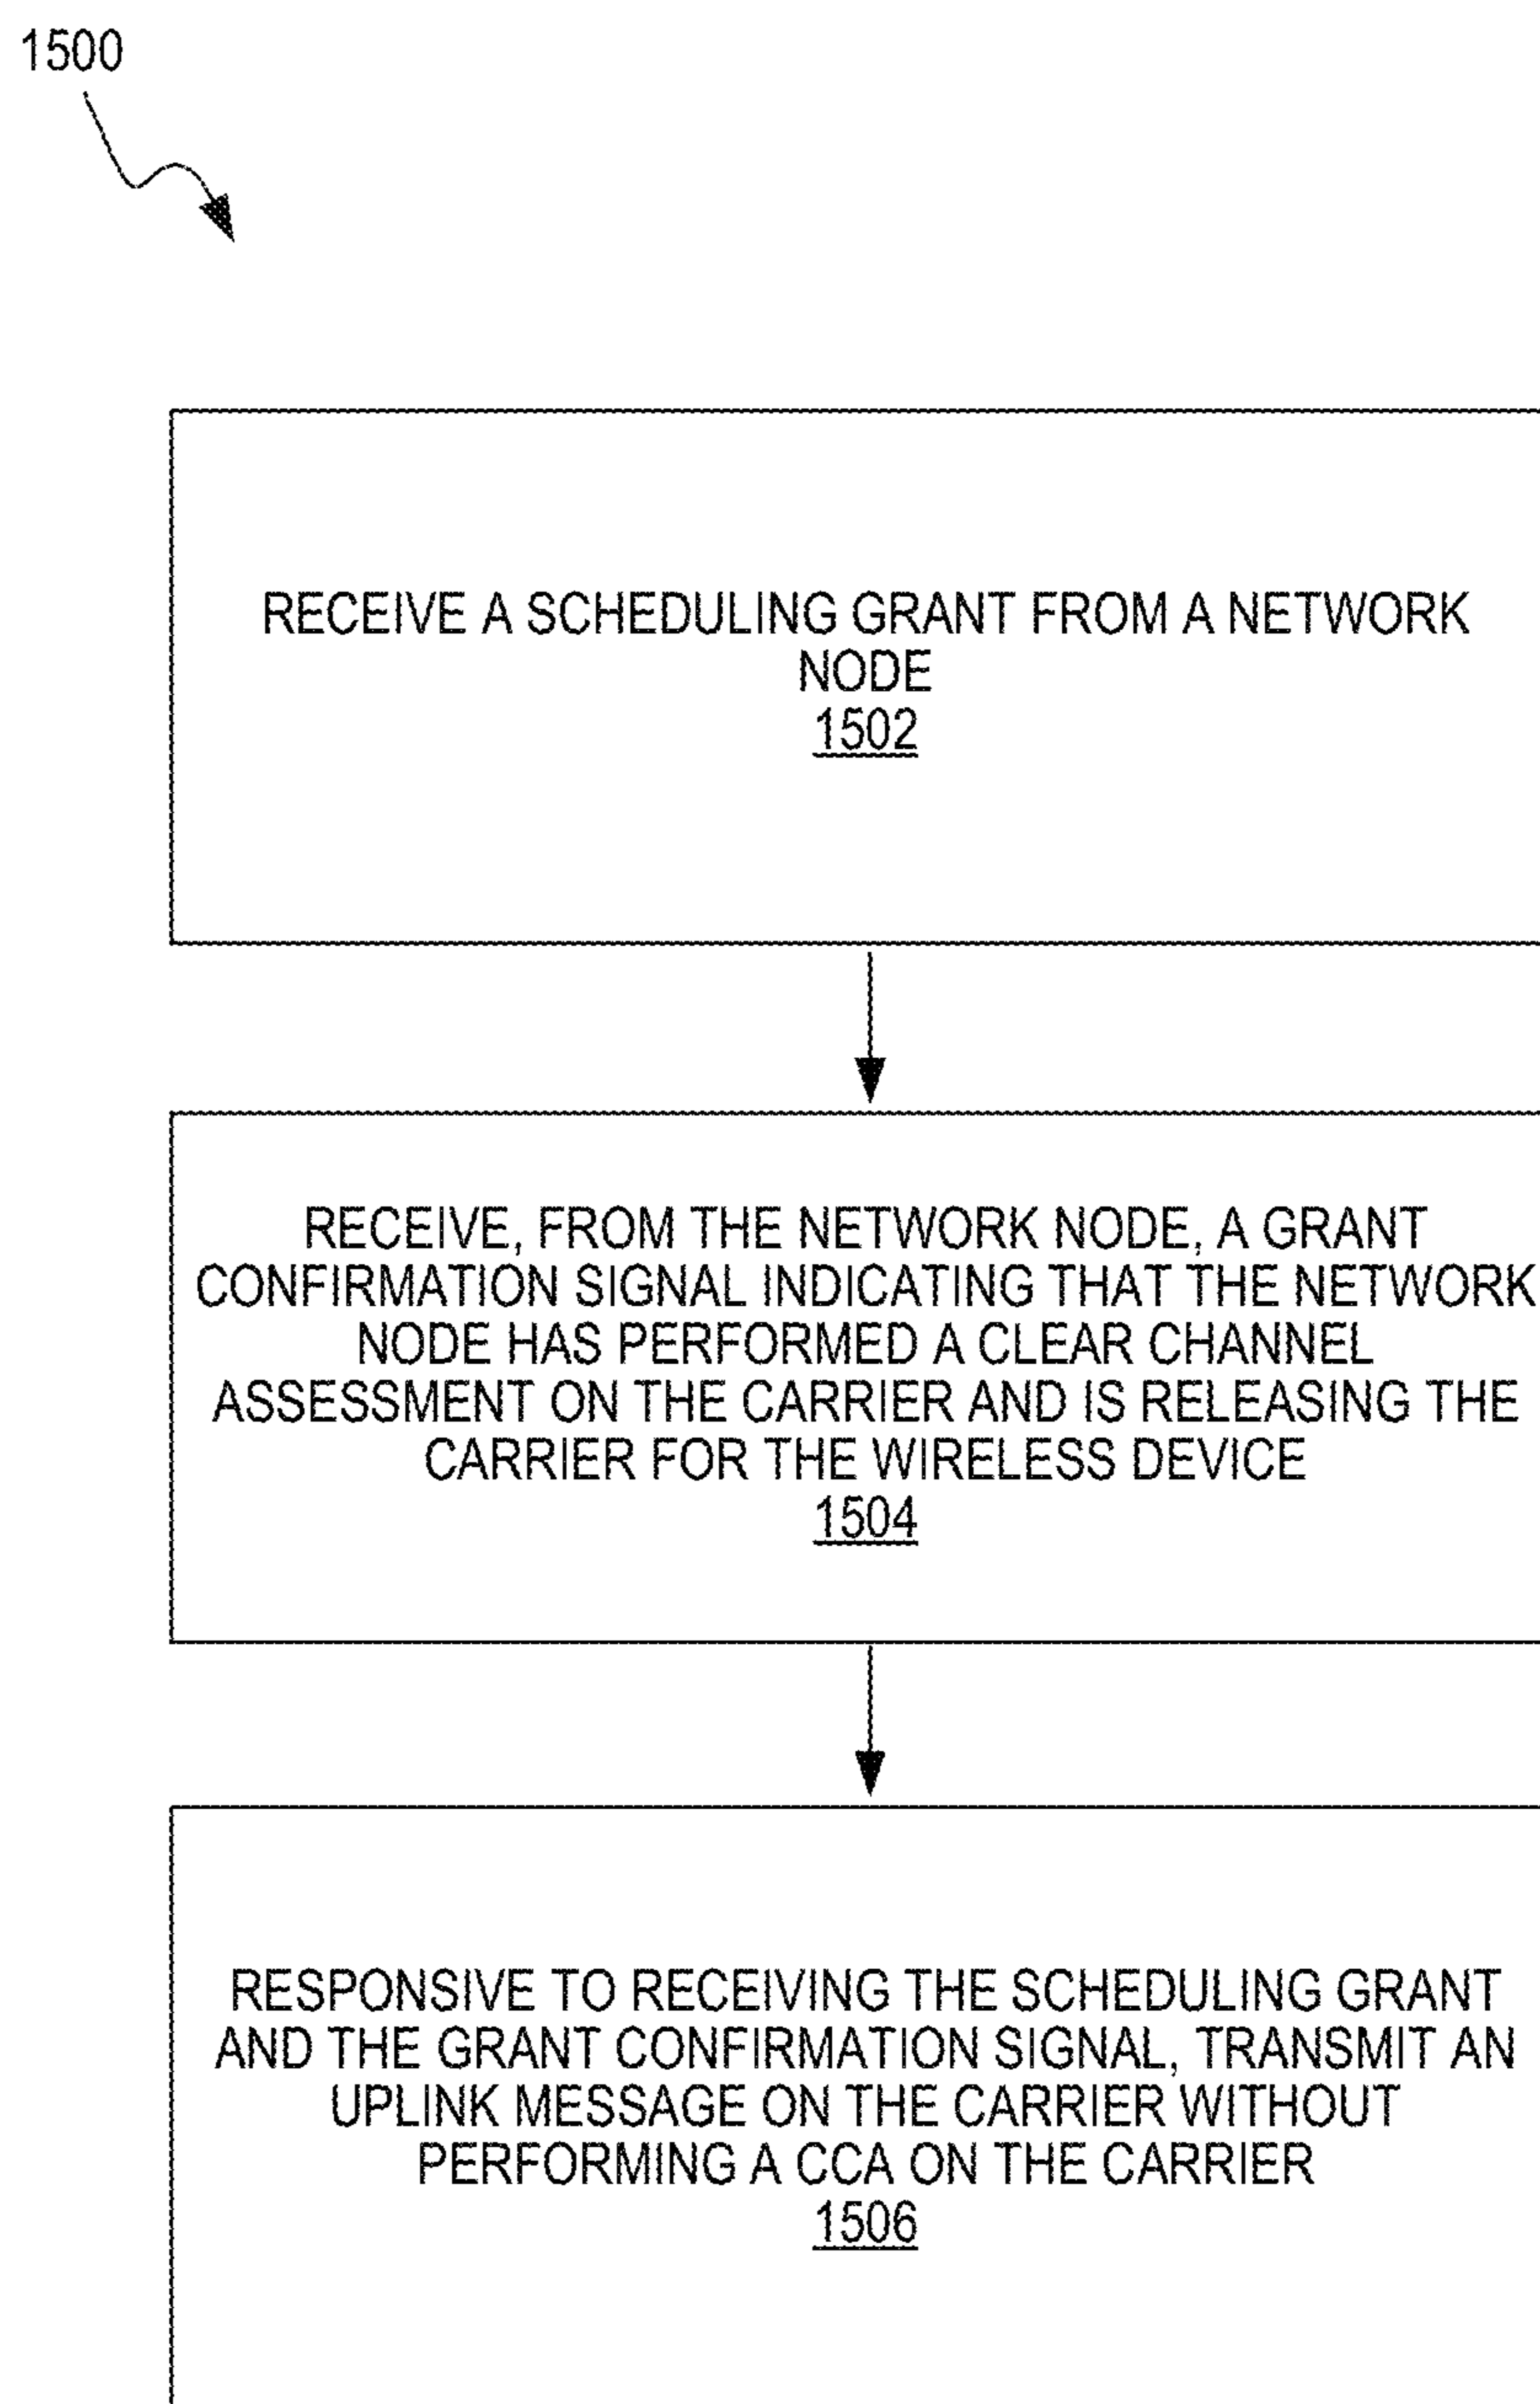 1500
RECEIVE A SCHEDULING GRANT FROM A NETWORK
NODE
1502
RECEIVE, FROM THE NETWORK NODE, A GRANT
CONFIRMATION SIGNAL INDICATING THAT THE NETWORK
NODE HAS PERFORMED A CLEAR CHANNEL
ASSESSMENT ON THE CARRIER AND IS RELEASING THE
CARRIER FOR THE WIRELESS DEVICE
1504
RESPONSIVE TO RECEIVING THE SCHEDULING GRANT
AND THE GRANT CONFIRMATION SIGNAL, TRANSMIT AN
UPLINK MESSAGE ON THE CARRIER WITHOUT
PERFORMING A CCA ON THE CARRIER
1506